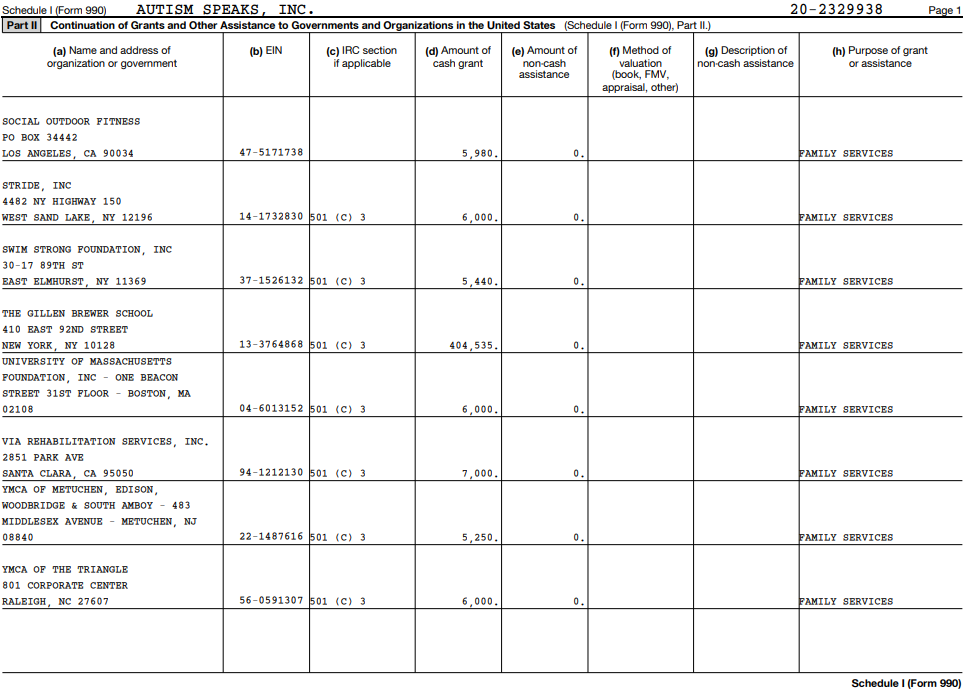 Schedule I (Form 990) AUTISM SPEAKS, INC. 20-2329938 Page 1
Part II Continuation of Grants and Other Assistance to Governments and Organizations in the United States (Schedule I (Form 990), Part II.)
(a) Name and address of organization or government (b) EIN (c) IRC section if applicable (d) Amount of cash grant (e) Amount of non-cash assistance (f) Method of valuation (book, FMV, appraisal, other) (g) Description of non-cash assistance (h) Purpose of grant or assistance
SOCIAL OUTDOOR FITNESS
PO BOX 34442
LOS ANGELES, CA 90034 47-5171738 5,980. 0. FAMILY SERVICES
STRIDE, INC
4482 NY HIGHWAY 150
WEST SAND LAKE, NY 12196 14-1732830 501 (C) 3 6,000. 0. FAMILY SERVICES
SWIM STRONG FOUNDATION, INC
30-17 89TH ST
EAST ELMHURST, NY 11369 37-1526132 501 (C) 3 5,440. 0. FAMILY SERVICES
THE GILLEN BREWER SCHOOL
410 EAST 92ND STREET
NEW YORK, NY 10128 13-3764868 501 (C) 3 404,535. 0. FAMILY SERVICES
UNIVERSITY OF MASSACHUSETTS
FOUNDATION, INC - ONE BEACON
STREET 31ST FLOOR - BOSTON, MA
02108 04-6013152 501 (C) 3 6,000. 0. FAMILY SERVICES
VIA REHABILITATION SERVICES, INC.
2851 PARK AVE
SANTA CLARA, CA 95050 94-1212130 501 (C) 3 7,000. 0. FAMILY SERVICES
YMCA OF METUCHEN, EDISON,
WOODBRIDGE & SOUTH AMBOY - 483
MIDDLESEX AVENUE - METUCHEN, NJ
08840 22-1487616 501 (C) 3 5,250. 0. FAMILY SERVICES
YMCA OF THE TRIANGLE
801 CORPORATE CENTER
RALEIGH, NC 27607 56-0591307 501 (C) 3 6,000. 0. FAMILY SERVICES
Schedule I (Form 990)